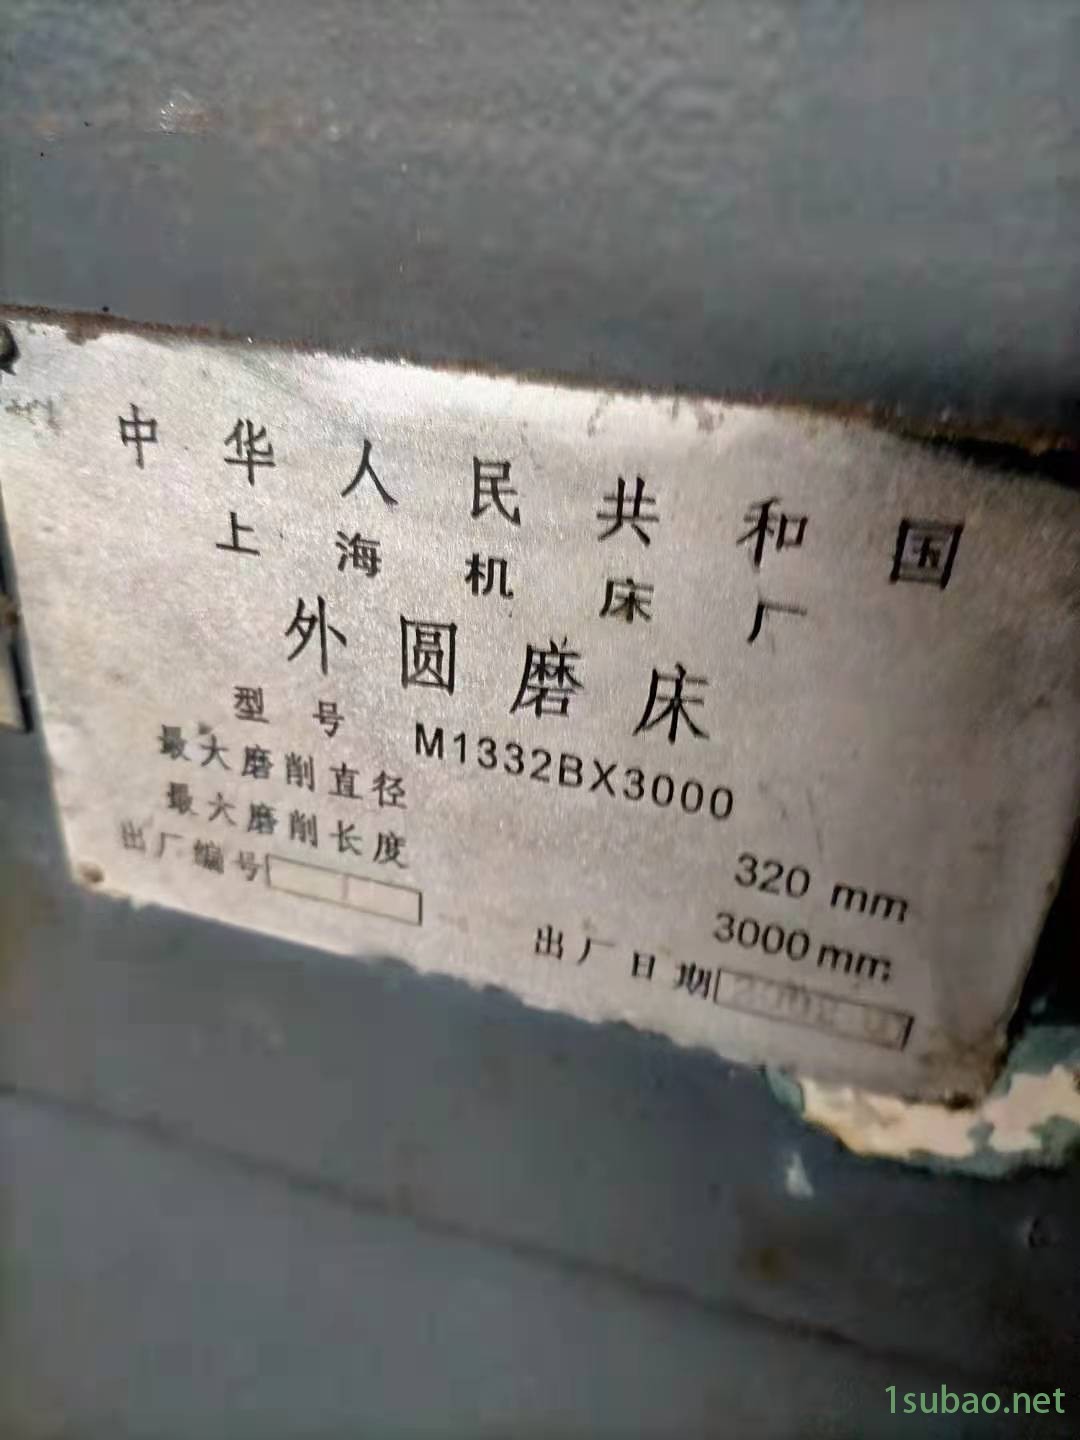 中华人民共和国
上海机床厂
外圆磨床
型号 M1332BX3000
最大磨削直径 320 mm
最大磨削长度 3000mm
出厂编号
出厂日期
1subao.net